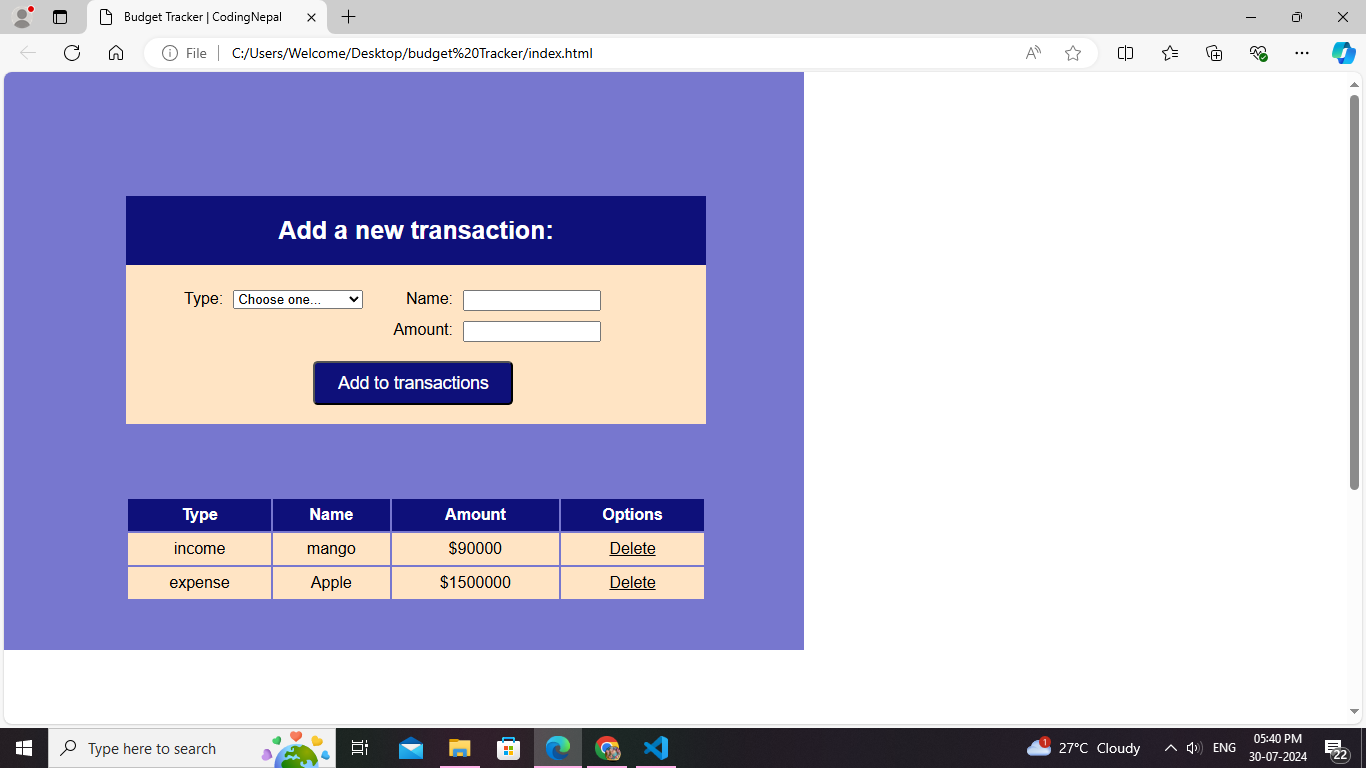 Budget Tracker | CodingNepal
File C:/Users/Welcome/Desktop/budget%20Tracker/index.html
Add a new transaction:
Type: Choose one... Name:
Amount:
Add to transactions
Type Name Amount Options
income mango $90000 Delete
expense Apple $1500000 Delete
Type here to search
1 27°C Cloudy
ENG
05:40 PM
30-07-2024
22